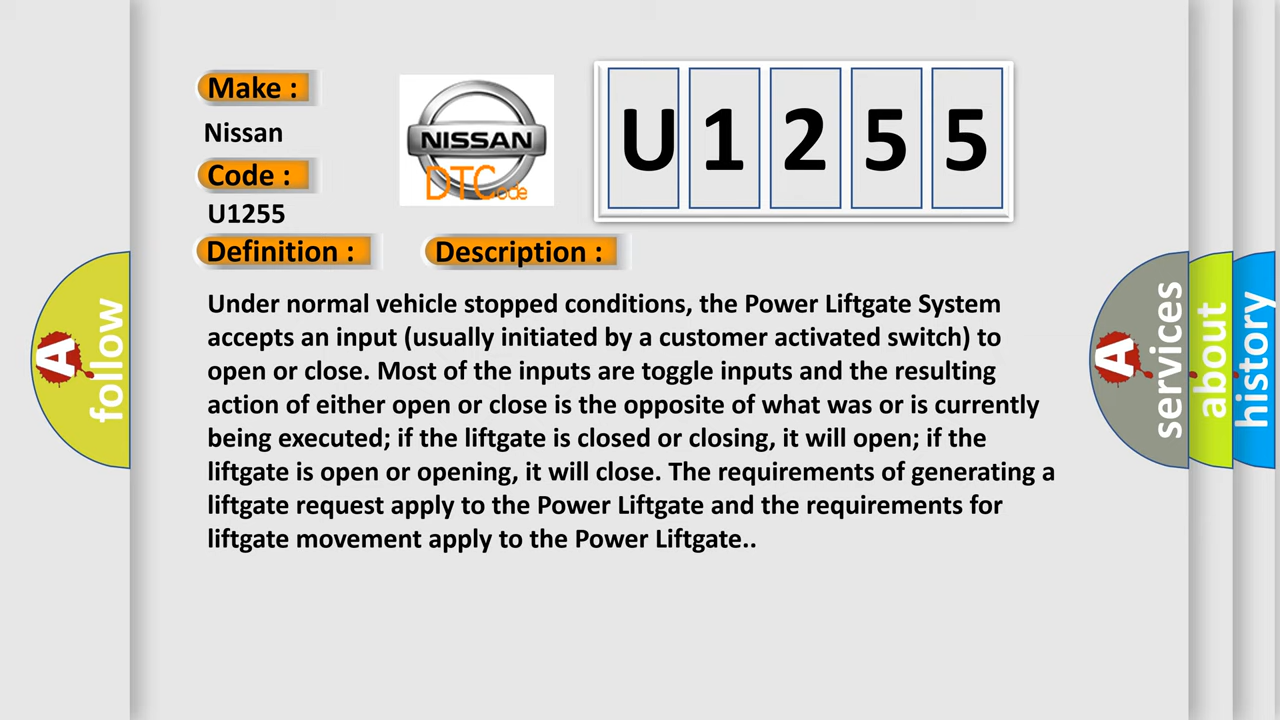 Make :
Nissan
NISSAN
DTCode
U1255
Code :
U1255
Definition :
Description :
Under normal vehicle stopped conditions, the Power Liftgate System
accepts an input (usually initiated by a customer activated switch) to
open or close. Most of the inputs are toggle inputs and the resulting
action of either open or close is the opposite of what was or is currently
being executed; if the liftgate is closed or closing, it will open; if the
liftgate is open or opening, it will close. The requirements of generating a
liftgate request apply to the Power Liftgate and the requirements for
liftgate movement apply to the Power Liftgate..
A follow
A services
about
history